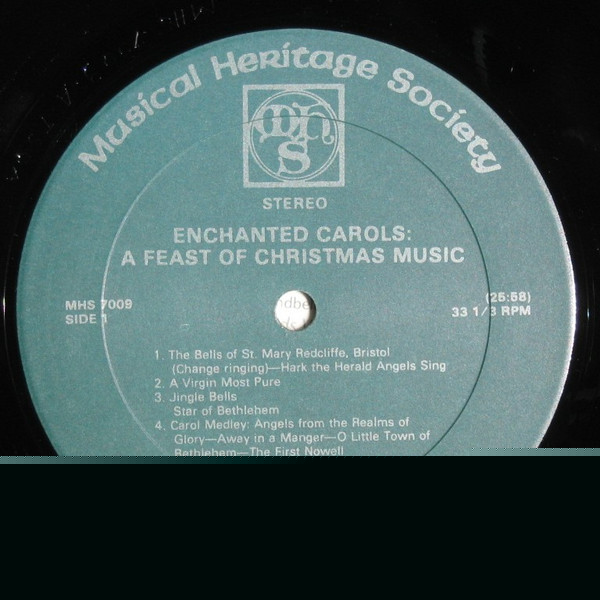 Musical Heritage Society
mhs
STEREO
ENCHANTED CAROLS:
A FEAST OF CHRISTMAS MUSIC
MHS 7009
SIDE 1
(25:58)
33 1/3 RPM
1. The Bells of St. Mary Redcliffe, Bristol
(Change ringing)—Hark the Herald Angels Sing
2. A Virgin Most Pure
3. Jingle Bells
Star of Bethlehem
4. Carol Medley: Angels from the Realms of
Glory—Away in a Manger—O Little Town of
Bethlehem—The First Nowell